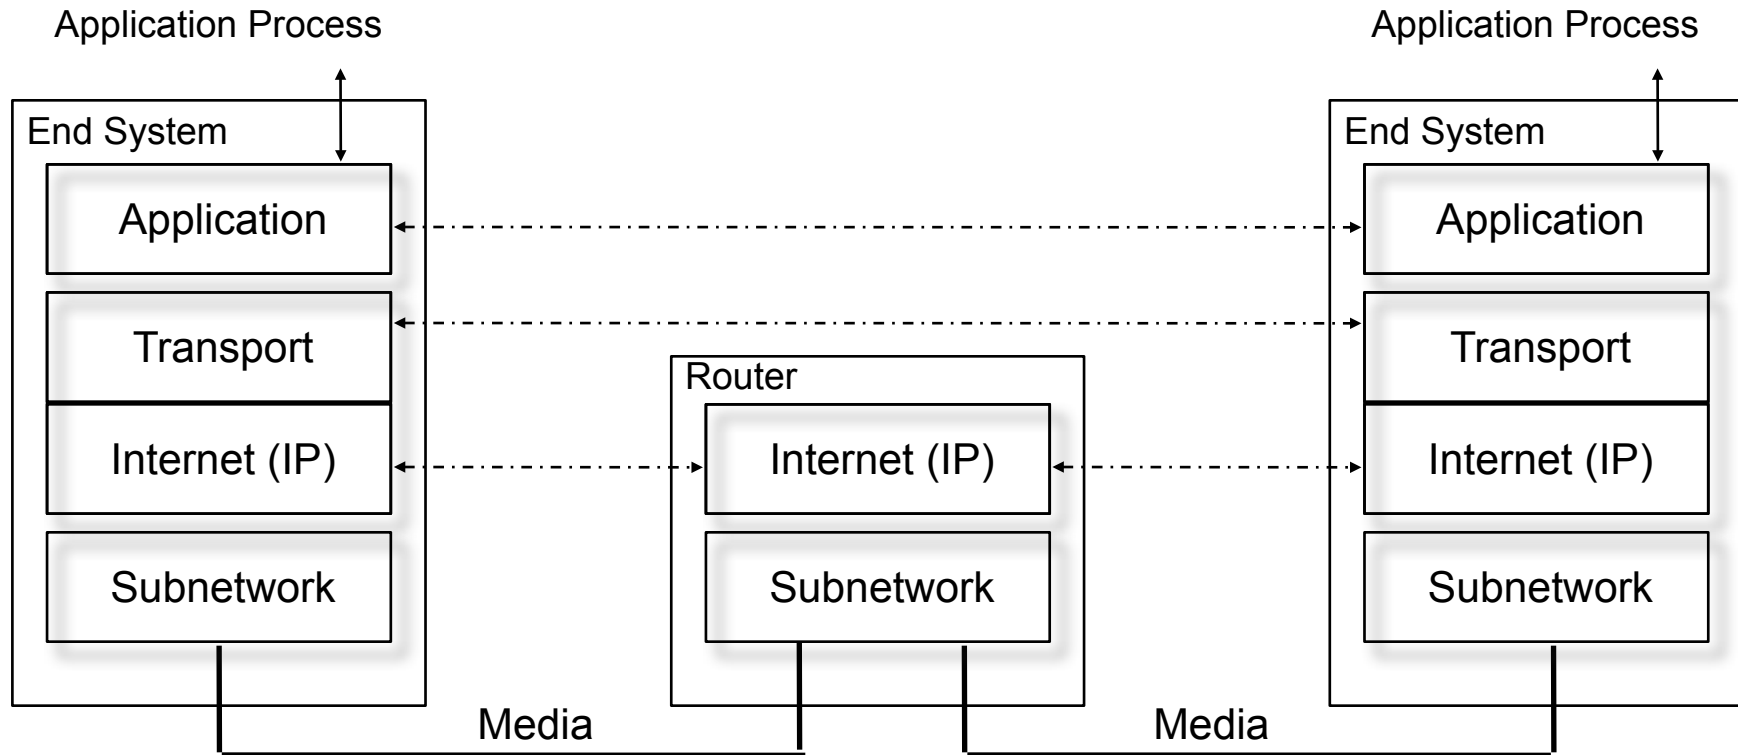 Application Process
Application Process
End System
End System
Application
Application
Transport
Transport
Router
Internet (IP)
Internet (IP)
Internet (IP)
Subnetwork
Subnetwork
Subnetwork
Media
Media